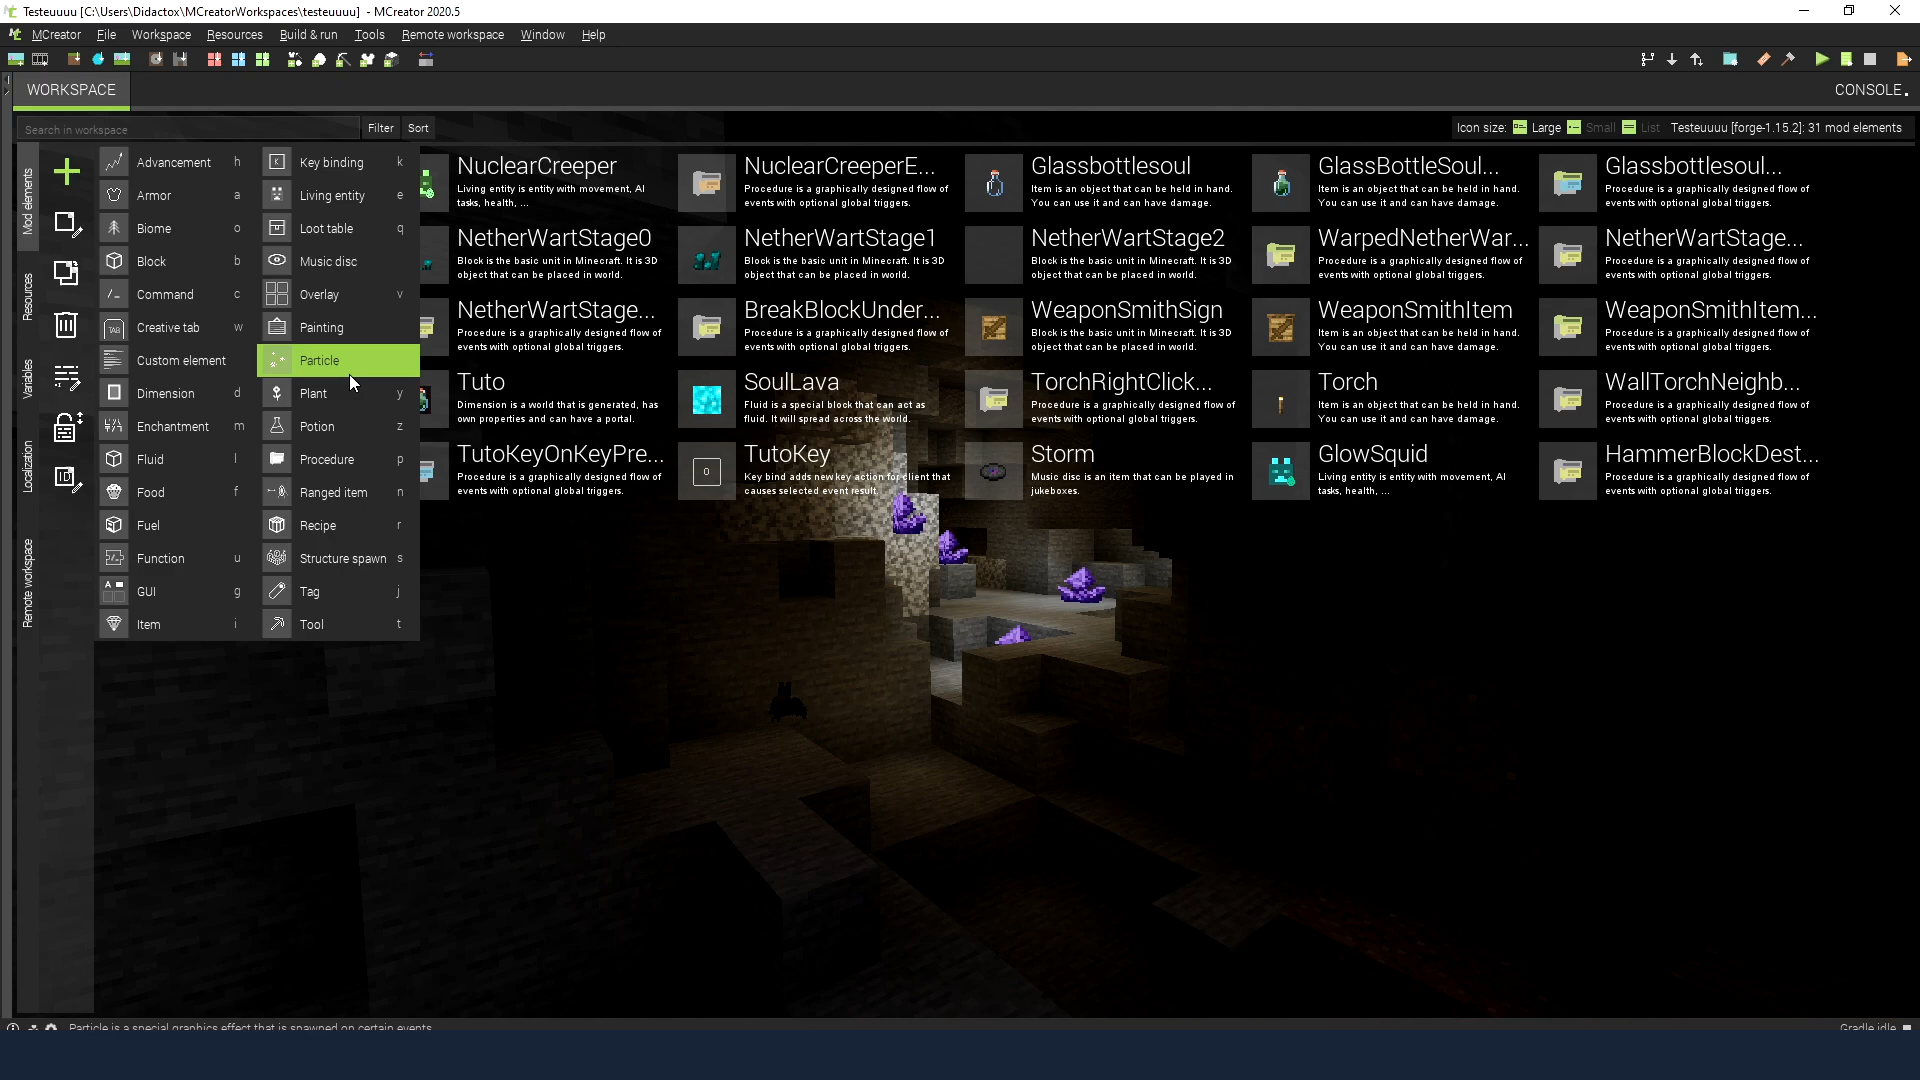 Testeuuuu [C:\Users\Didactox\MCreatorWorkspaces\testeuuuu] - MCreator 2020.5
MCreator File Workspace Resources Build & run Tools Remote workspace Window Help
WORKSPACE
CONSOLE
Search in workspace
Filter Sort
Icon size: Large Small List Testeuuuu [forge-1.15.2]: 31 mod elements
Mod elements
Resources
Variables
Localization
Remote workspace
Advancement h
Armor a
Biome o
Block b
Command c
Creative tab w
Custom element
Dimension d
Enchantment m
Fluid l
Food f
Fuel
Function u
GUI g
Item i
Key binding k
Living entity e
Loot table q
Music disc
Overlay v
Painting
Particle
Plant y
Potion z
Procedure p
Ranged item n
Recipe r
Structure spawn s
Tag j
Tool t
NuclearCreeper
Living entity is entity with movement, AI
tasks, health, ...
NuclearCreeperE...
Procedure is a graphically designed flow of
events with optional global triggers.
Glassbottlesoul
Item is an object that can be held in hand.
You can use it and can have damage.
GlassBottleSoul...
Item is an object that can be held in hand.
You can use it and can have damage.
Glassbottlesoul...
Procedure is a graphically designed flow of
events with optional global triggers.
NetherWartStage0
Block is the basic unit in Minecraft. It is 3D
object that can be placed in world.
NetherWartStage1
Block is the basic unit in Minecraft. It is 3D
object that can be placed in world.
NetherWartStage2
Block is the basic unit in Minecraft. It is 3D
object that can be placed in world.
WarpedNetherWar...
Procedure is a graphically designed flow of
events with optional global triggers.
NetherWartStage...
Procedure is a graphically designed flow of
events with optional global triggers.
NetherWartStage...
Procedure is a graphically designed flow of
events with optional global triggers.
BreakBlockUnder...
Procedure is a graphically designed flow of
events with optional global triggers.
WeaponSmithSign
Block is the basic unit in Minecraft. It is 3D
object that can be placed in world.
WeaponSmithItem
Item is an object that can be held in hand.
You can use it and can have damage.
WeaponSmithItem...
Procedure is a graphically designed flow of
events with optional global triggers.
Tuto
Dimension is a world that is generated, has
own properties and can have a portal.
SoulLava
Fluid is a special block that can act as
fluid. It will spread across the world.
TorchRightClick...
Procedure is a graphically designed flow of
events with optional global triggers.
Torch
Item is an object that can be held in hand.
You can use it and can have damage.
WallTorchNeighb...
Procedure is a graphically designed flow of
events with optional global triggers.
TutoKeyOnKeyPre...
Procedure is a graphically designed flow of
events with optional global triggers.
TutoKey
Key bind adds new key action for client that
causes selected event result.
Storm
Music disc is an item that can be played in
jukeboxes.
GlowSquid
Living entity is entity with movement, AI
tasks, health, ...
HammerBlockDest...
Procedure is a graphically designed flow of
events with optional global triggers.
Particle is a special graphics effect that is spawned on certain events
Gradle idle